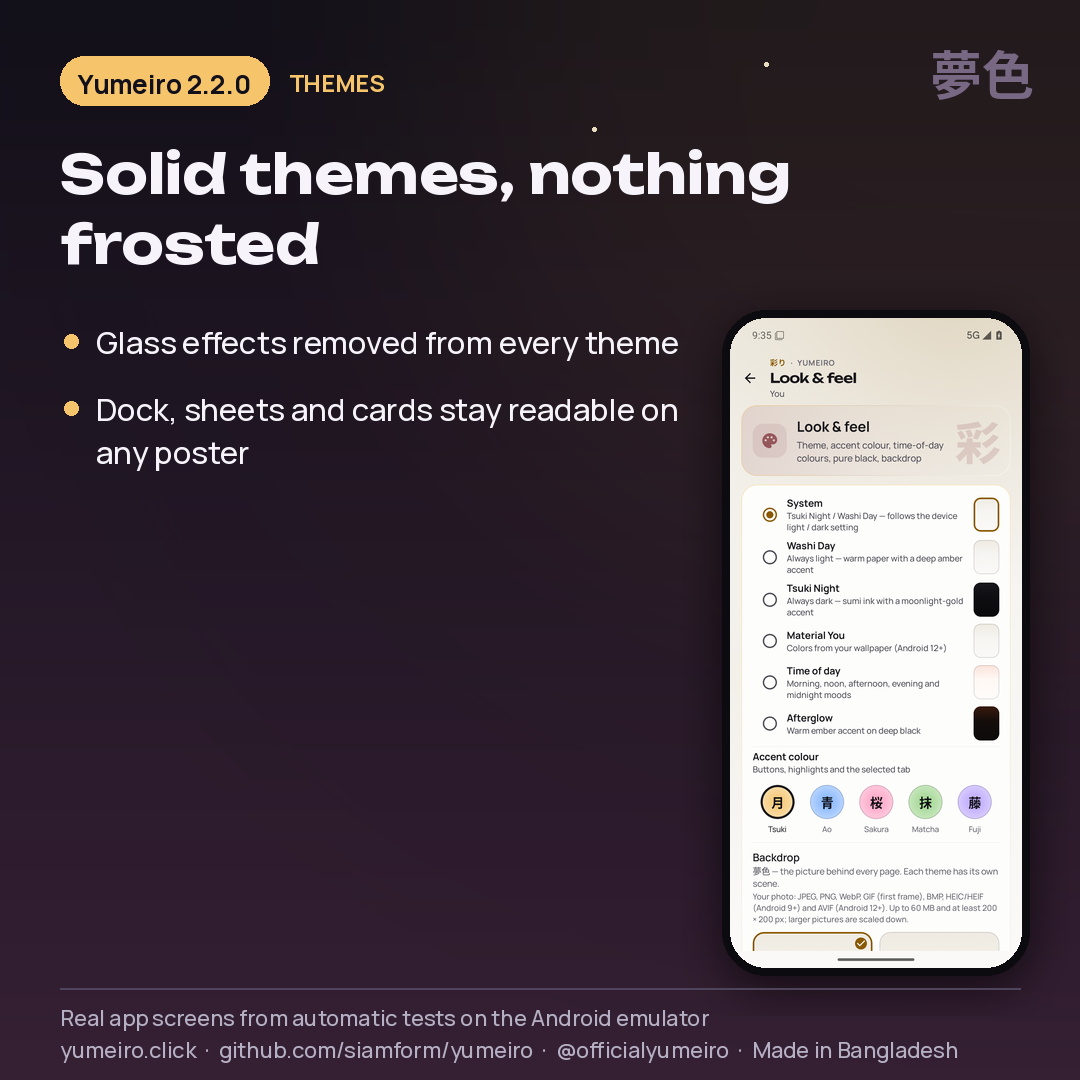 Yumeiro 2.2.0 THEMES
夢色
Solid themes, nothing
frosted
Glass effects removed from every theme
Dock, sheets and cards stay readable on
any poster
9:35 5G
彩り · YUMEIRO
Look & feel
You
Look & feel
Theme, accent colour, time-of-day
colours, pure black, backdrop
彩
System
Tsuki Night / Washi Day — follows the device
light / dark setting
Washi Day
Always light — warm paper with a deep amber
accent
Tsuki Night
Always dark — sumi ink with a moonlight-gold
accent
Material You
Colors from your wallpaper (Android 12+)
Time of day
Morning, noon, afternoon, evening and
midnight moods
Afterglow
Warm ember accent on deep black
Accent colour
Buttons, highlights and the selected tab
月 青 桜 抹 藤
Tsuki Ao Sakura Matcha Fuji
Backdrop
夢色 — the picture behind every page. Each theme has its own
scene.
Your photo: JPEG, PNG, WebP, GIF (first frame), BMP, HEIC/HEIF
(Android 9+) and AVIF (Android 12+). Up to 60 MB and at least 200
× 200 px; larger pictures are scaled down.
Real app screens from automatic tests on the Android emulator
yumeiro.click · github.com/siamform/yumeiro · @officialyumeiro · Made in Bangladesh